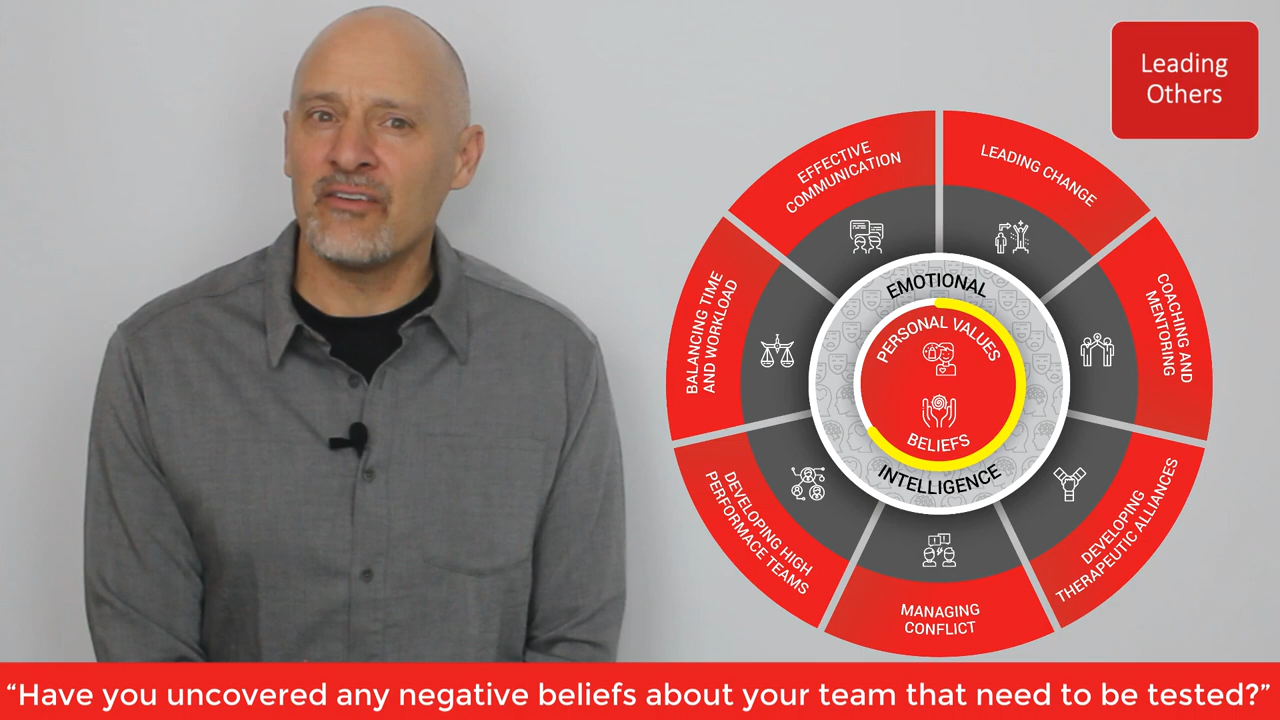 Leading
Others
EFFECTIVE
COMMUNICATION
LEADING CHANGE
COACHING AND
MENTORING
DEVELOPING
THERAPEUTIC ALLIANCES
MANAGING
CONFLICT
DEVELOPING HIGH
PERFORMACE TEAMS
BALANCING TIME
AND WORKLOAD
EMOTIONAL
INTELLIGENCE
PERSONAL VALUES
BELIEFS
“Have you uncovered any negative beliefs about your team that need to be tested?”